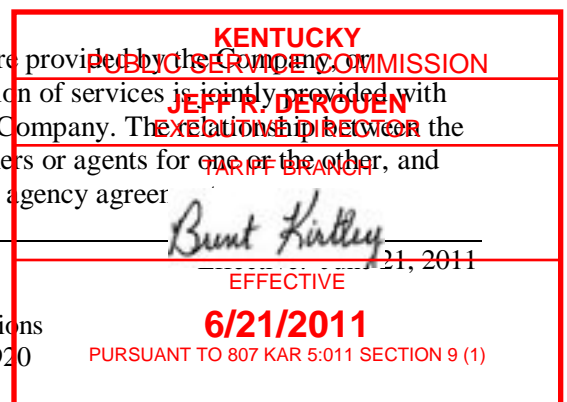 KENTUCKY
PUBLIC SERVICE COMMISSION
JEFF R. DEROUEN
EXECUTIVE DIRECTOR
TARIFF BRANCH
Bunt Kirtley
EFFECTIVE
6/21/2011
PURSUANT TO 807 KAR 5:011 SECTION 9 (1)
re provided by the Company, or
on of services is jointly provided with
Company. The relationship between the
ers or agents for one or the other, and
agency agreer
21, 2011
ions
920